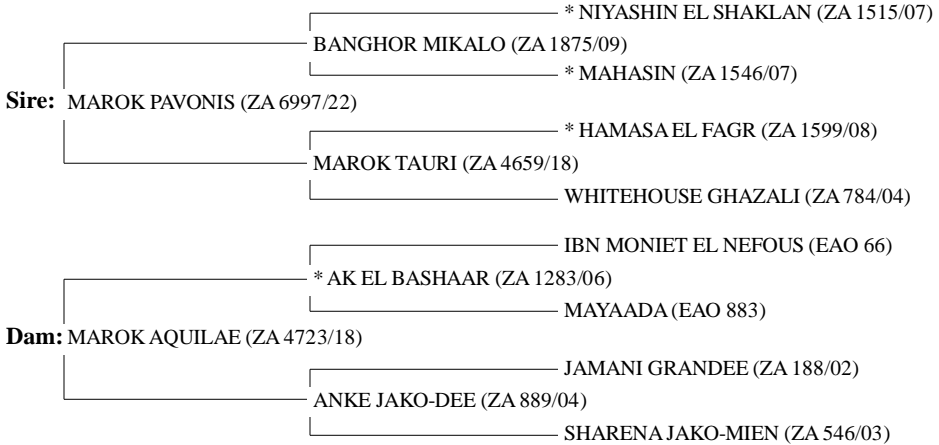 * NIYASHIN EL SHAKLAN (ZA 1515/07)
BANGHOR MIKALO (ZA 1875/09)
* MAHASIN (ZA 1546/07)
Sire: MAROK PAVONIS (ZA 6997/22)
* HAMASA EL FAGR (ZA 1599/08)
MAROK TAURI (ZA 4659/18)
WHITEHOUSE GHAZALI (ZA 784/04)
IBN MONIET EL NEFOUS (EAO 66)
* AK EL BASHAAR (ZA 1283/06)
MAYAADA (EAO 883)
Dam: MAROK AQUILAE (ZA 4723/18)
JAMANI GRANDEE (ZA 188/02)
ANKE JAKO-DEE (ZA 889/04)
SHARENA JAKO-MIEN (ZA 546/03)